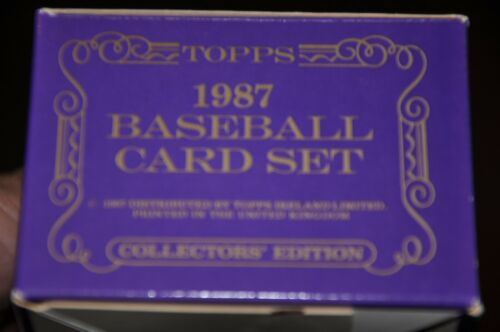 TOPPS
1987
BASEBALL
CARD SET
© 1987 DISTRIBUTED BY TOPPS IRELAND LIMITED.
PRINTED IN THE UNITED KINGDOM
COLLECTORS' EDITION